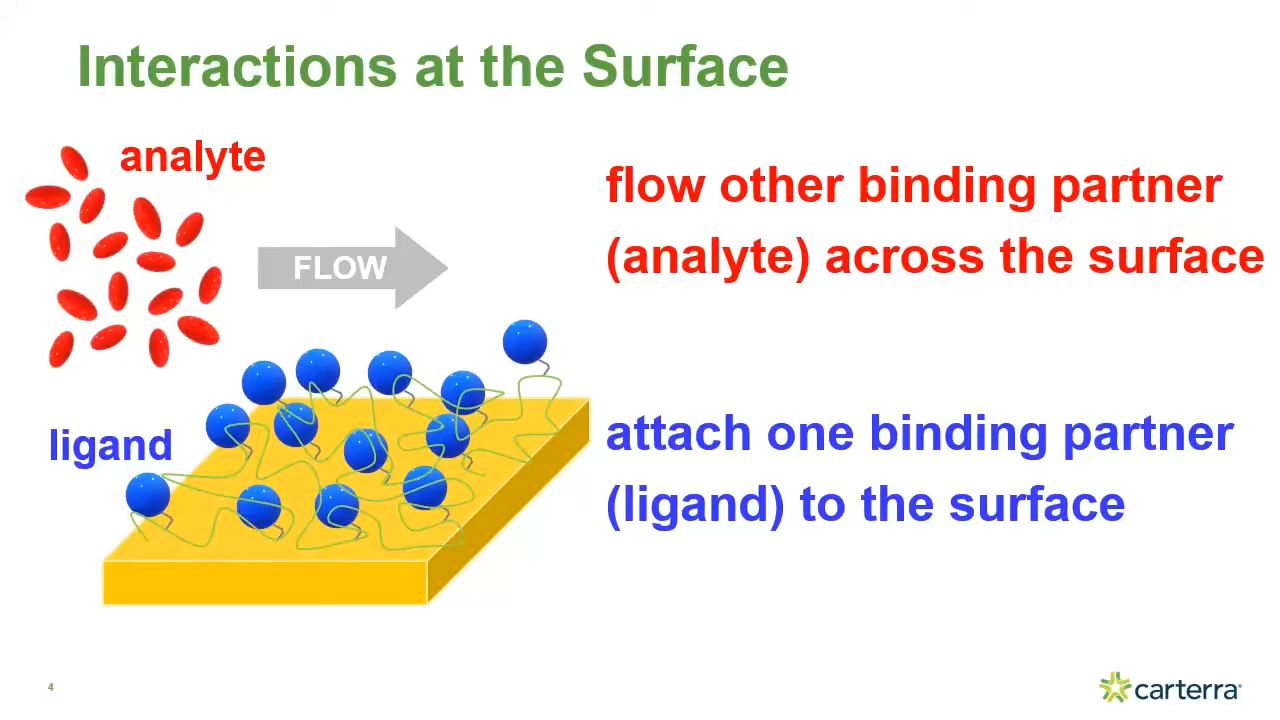 Interactions at the Surface
analyte
FLOW
ligand
flow other binding partner
(analyte) across the surface
attach one binding partner
(ligand) to the surface
4
carterra®